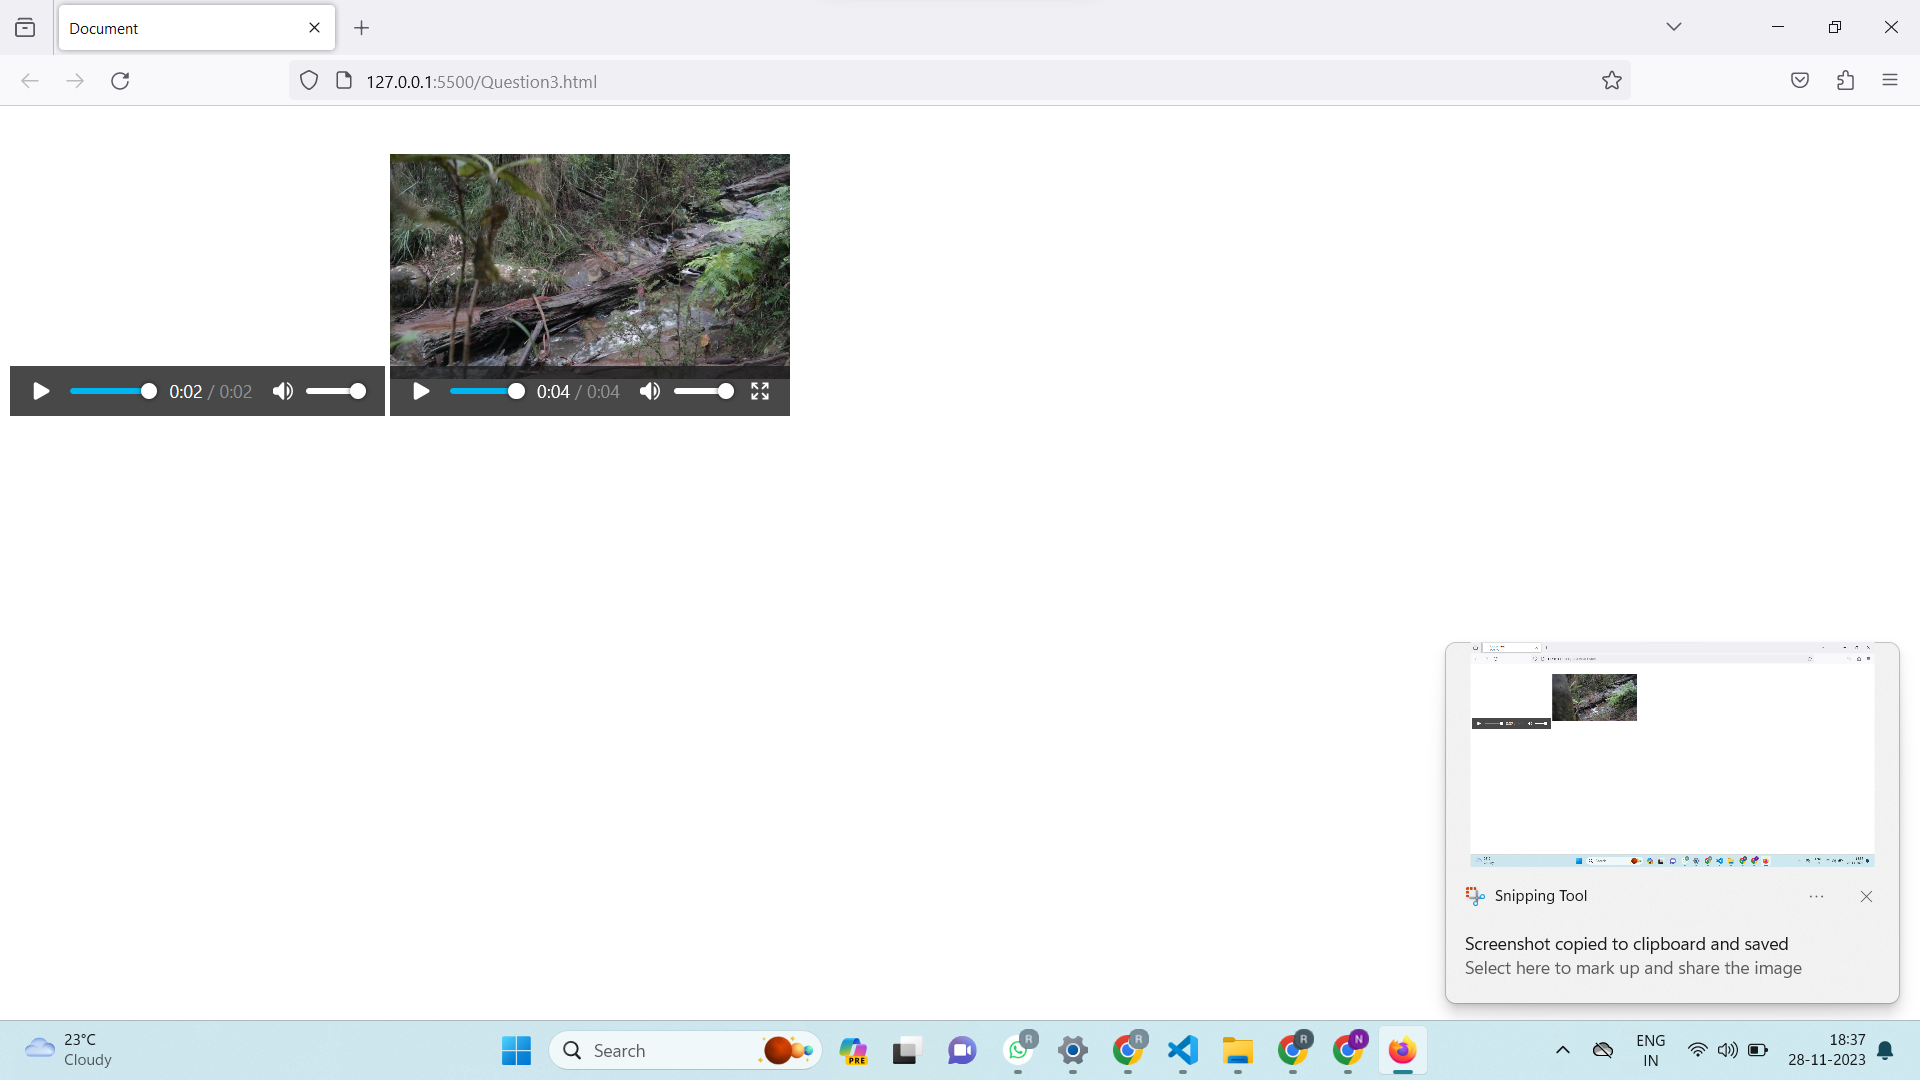 Document
127.0.0.1:5500/Question3.html
0:02 / 0:02
0:04 / 0:04
Snipping Tool
Screenshot copied to clipboard and saved
Select here to mark up and share the image
23°C
Cloudy
Search
PRE
R
R
R
N
ENG
IN
18:37
28-11-2023